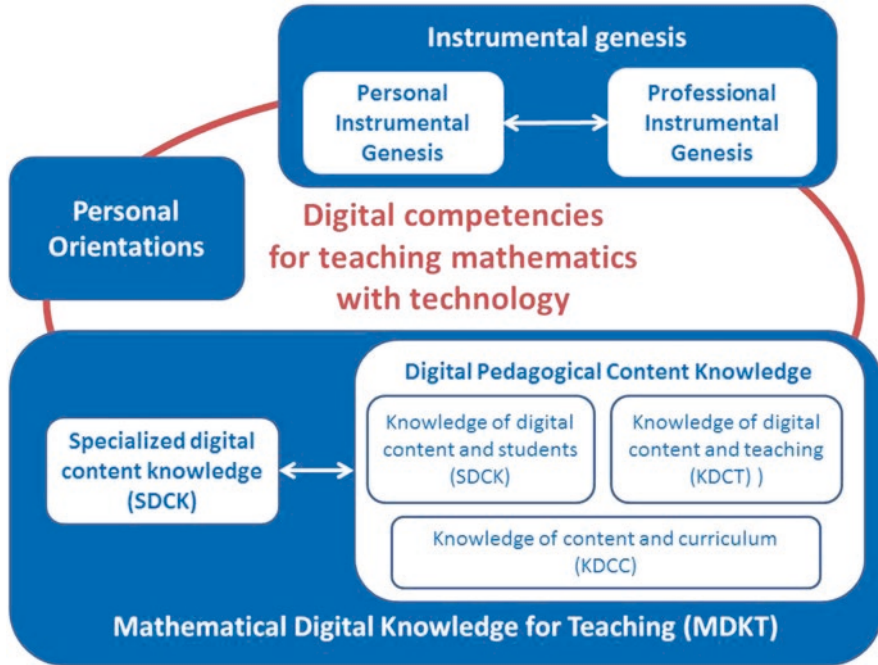 Instrumental genesis
Personal
Instrumental
Genesis
Professional
Instrumental
Genesis
Personal
Orientations
Digital competencies
for teaching mathematics
with technology
Digital Pedagogical Content Knowledge
Specialized digital
content knowledge
(SDCK)
Knowledge of digital
content and students
(SDCK)
Knowledge of digital
content and teaching
(KDCT) )
Knowledge of content and curriculum
(KDCC)
Mathematical Digital Knowledge for Teaching (MDKT)